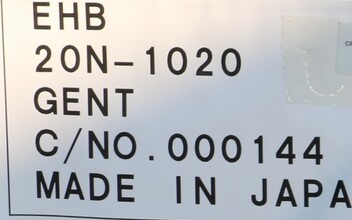 EHB
20N-1020
GENT
C/NO.000144
MADE IN JAPA